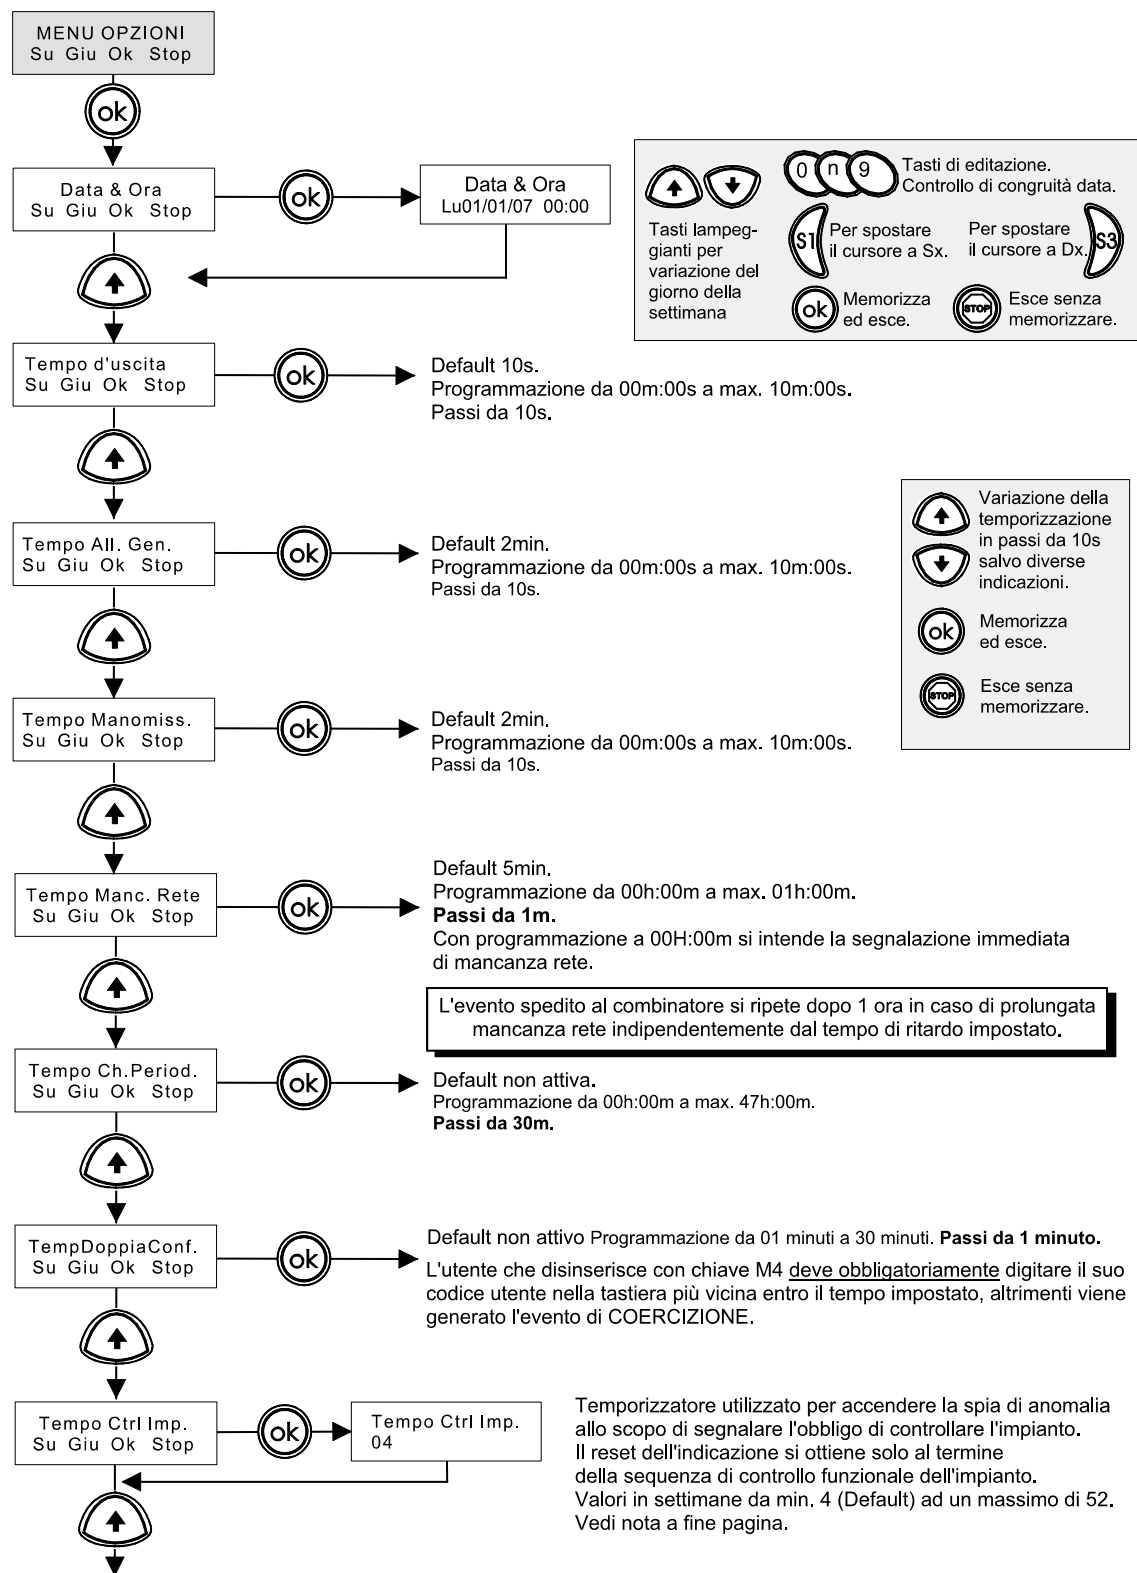 MENU OPZIONI
Su Giu Ok Stop
ok
Data & Ora
Su Giu Ok Stop
ok
Data & Ora
Lu01/01/07 00:00
Tasti lampeg-
gianti per
variazione del
giorno della
settimana
0 n 9
Tasti di editazione.
Controllo di congruità data.
S1
Per spostare
il cursore a Sx.
Per spostare
il cursore a Dx.
S3
ok
Memorizza
ed esce.
STOP
Esce senza
memorizzare.
Tempo d'uscita
Su Giu Ok Stop
ok
Default 10s.
Programmazione da 00m:00s a max. 10m:00s.
Passi da 10s.
Variazione della
temporizzazione
in passi da 10s
salvo diverse
indicazioni.
ok
Memorizza
ed esce.
STOP
Esce senza
memorizzare.
Tempo All. Gen.
Su Giu Ok Stop
ok
Default 2min.
Programmazione da 00m:00s a max. 10m:00s.
Passi da 10s.
Tempo Manomiss.
Su Giu Ok Stop
ok
Default 2min.
Programmazione da 00m:00s a max. 10m:00s.
Passi da 10s.
Tempo Manc. Rete
Su Giu Ok Stop
ok
Default 5min.
Programmazione da 00h:00m a max. 01h:00m.
Passi da 1m.
Con programmazione a 00H:00m si intende la segnalazione immediata
di mancanza rete.
L'evento spedito al combinatore si ripete dopo 1 ora in caso di prolungata
mancanza rete indipendentemente dal tempo di ritardo impostato.
Tempo Ch.Period.
Su Giu Ok Stop
ok
Default non attiva.
Programmazione da 00h:00m a max. 47h:00m.
Passi da 30m.
TempDoppiaConf.
Su Giu Ok Stop
ok
Default non attivo Programmazione da 01 minuti a 30 minuti. Passi da 1 minuto.
L'utente che disinserisce con chiave M4 deve obbligatoriamente digitare il suo
codice utente nella tastiera più vicina entro il tempo impostato, altrimenti viene
generato l'evento di COERCIZIONE.
Tempo Ctrl Imp.
Su Giu Ok Stop
ok
Tempo Ctrl Imp.
04
Temporizzatore utilizzato per accendere la spia di anomalia
allo scopo di segnalare l'obbligo di controllare l'impianto.
Il reset dell'indicazione si ottiene solo al termine
della sequenza di controllo funzionale dell'impianto.
Valori in settimane da min. 4 (Default) ad un massimo di 52.
Vedi nota a fine pagina.